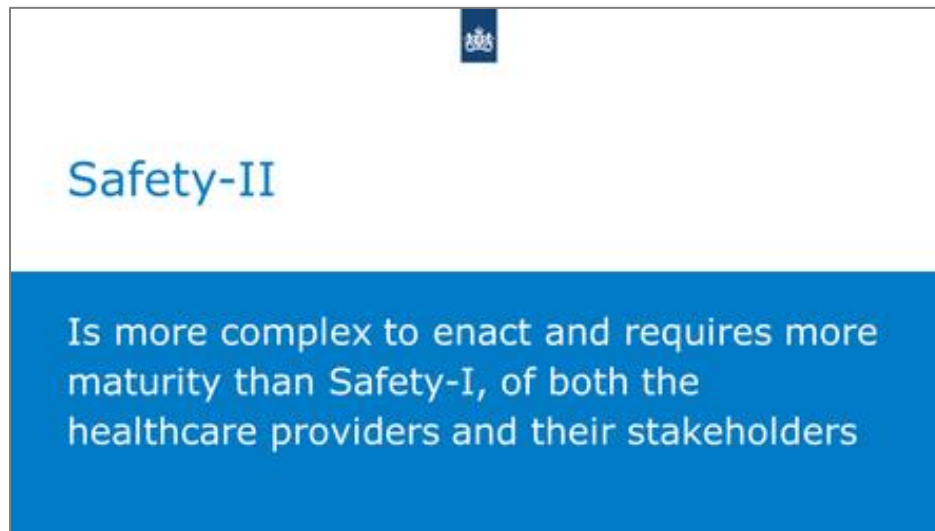 Safety-II
Is more complex to enact and requires more
maturity than Safety-I, of both the
healthcare providers and their stakeholders